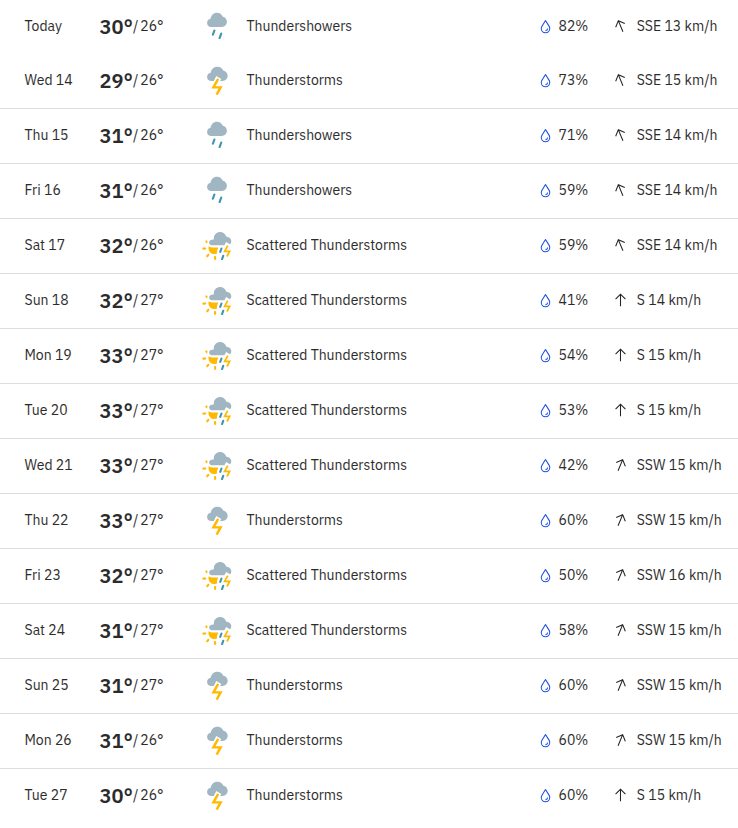 Today 30°/26° Thundershowers 82% SSE 13 km/h
Wed 14 29°/26° Thunderstorms 73% SSE 15 km/h
Thu 15 31°/26° Thundershowers 71% SSE 14 km/h
Fri 16 31°/26° Thundershowers 59% SSE 14 km/h
Sat 17 32°/26° Scattered Thunderstorms 59% SSE 14 km/h
Sun 18 32°/27° Scattered Thunderstorms 41% S 14 km/h
Mon 19 33°/27° Scattered Thunderstorms 54% S 15 km/h
Tue 20 33°/27° Scattered Thunderstorms 53% S 15 km/h
Wed 21 33°/27° Scattered Thunderstorms 42% SSW 15 km/h
Thu 22 33°/27° Thunderstorms 60% SSW 15 km/h
Fri 23 32°/27° Scattered Thunderstorms 50% SSW 16 km/h
Sat 24 31°/27° Scattered Thunderstorms 58% SSW 15 km/h
Sun 25 31°/27° Thunderstorms 60% SSW 15 km/h
Mon 26 31°/26° Thunderstorms 60% SSW 15 km/h
Tue 27 30°/26° Thunderstorms 60% S 15 km/h